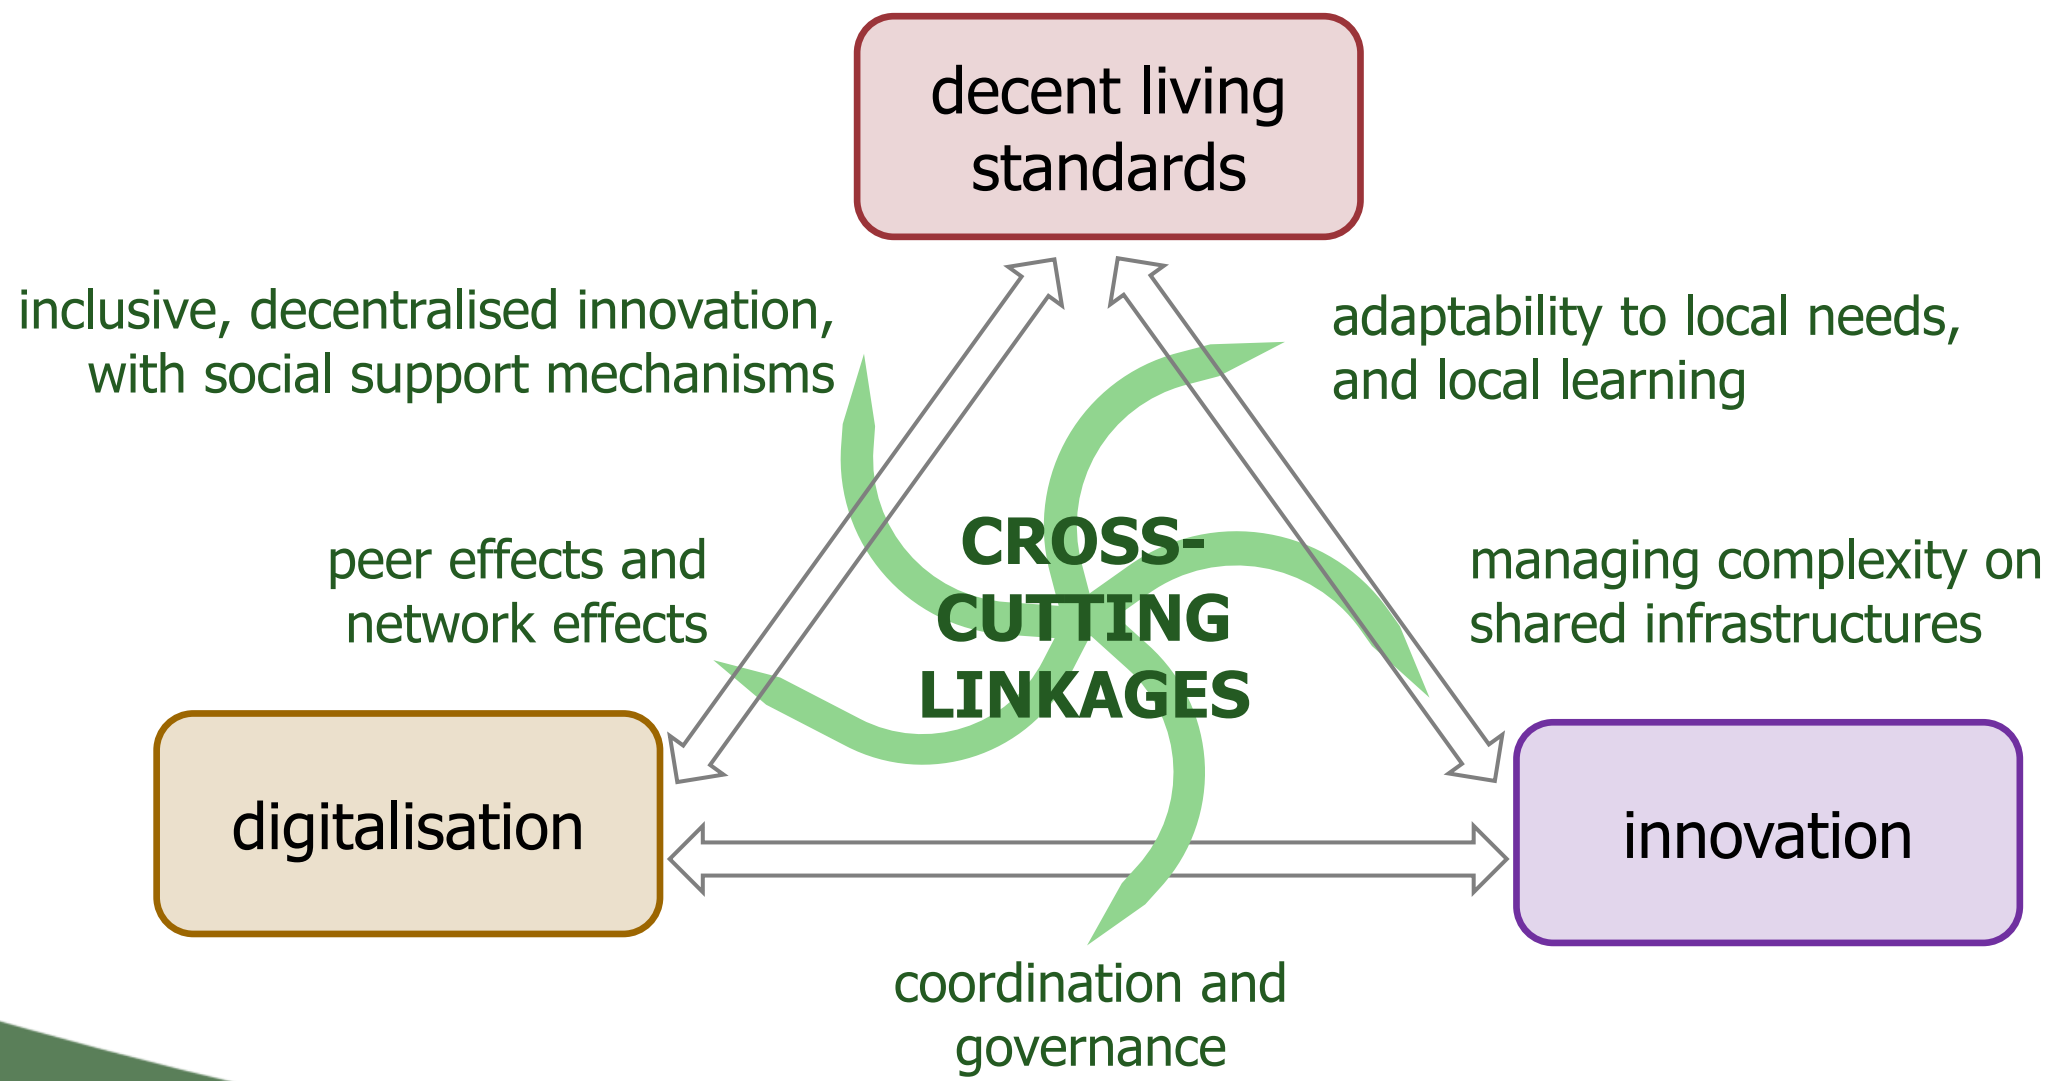 decent living
standards
inclusive, decentralised innovation,
with social support mechanisms
adaptability to local needs,
and local learning
peer effects and
network effects
CROSS-
CUTTING
LINKAGES
managing complexity on
shared infrastructures
digitalisation
innovation
coordination and
governance